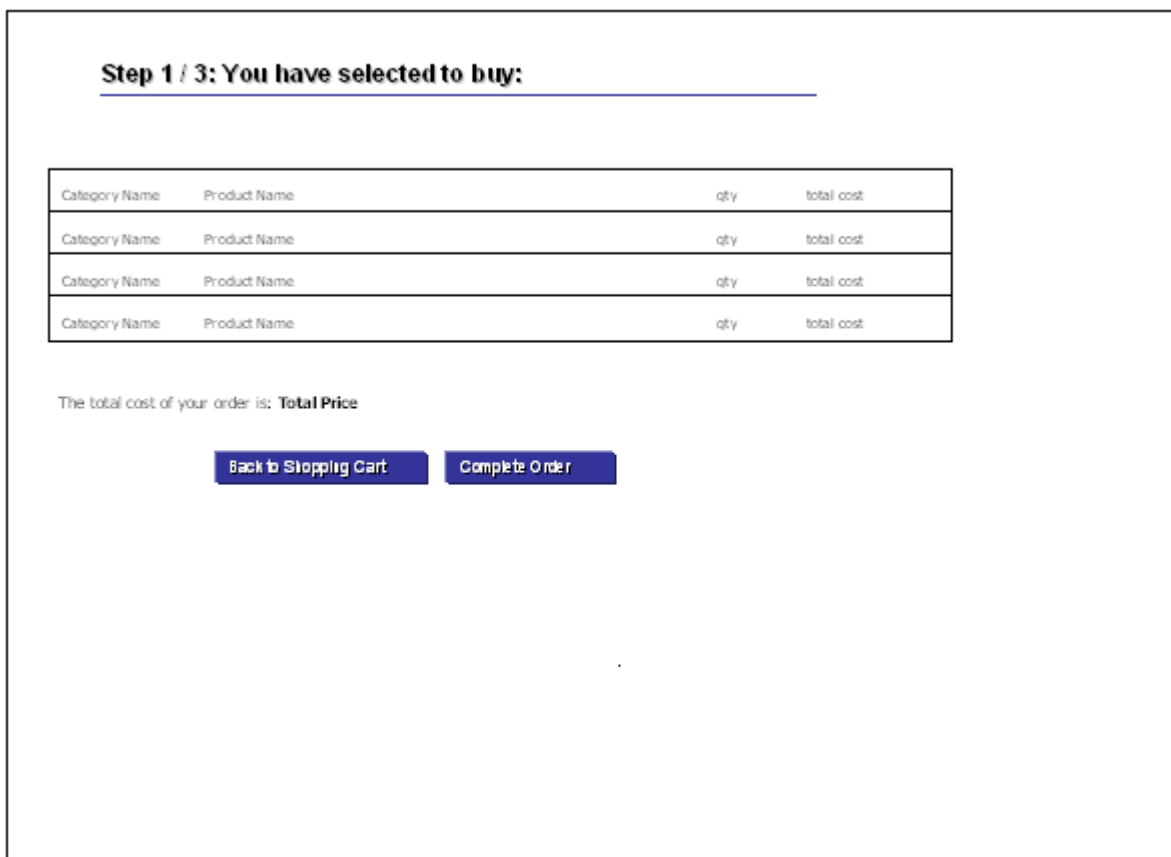 Step 1 / 3: You have selected to buy:
Category Name Product Name qty total cost
Category Name Product Name qty total cost
Category Name Product Name qty total cost
Category Name Product Name qty total cost
The total cost of your order is: Total Price
Back to Shopping Cart Complete Order